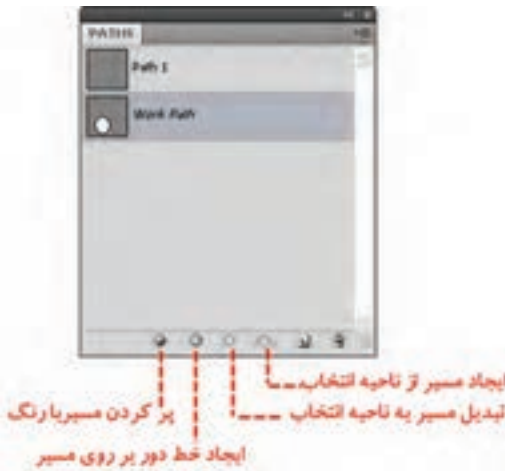 PATHS
Path 1
Work Path
ایجاد مسیر از ناحیه انتخاب
تبدیل مسیر به ناحیه انتخاب
پر کردن مسیر با رنگ
ایجاد خط دور بر روی مسیر